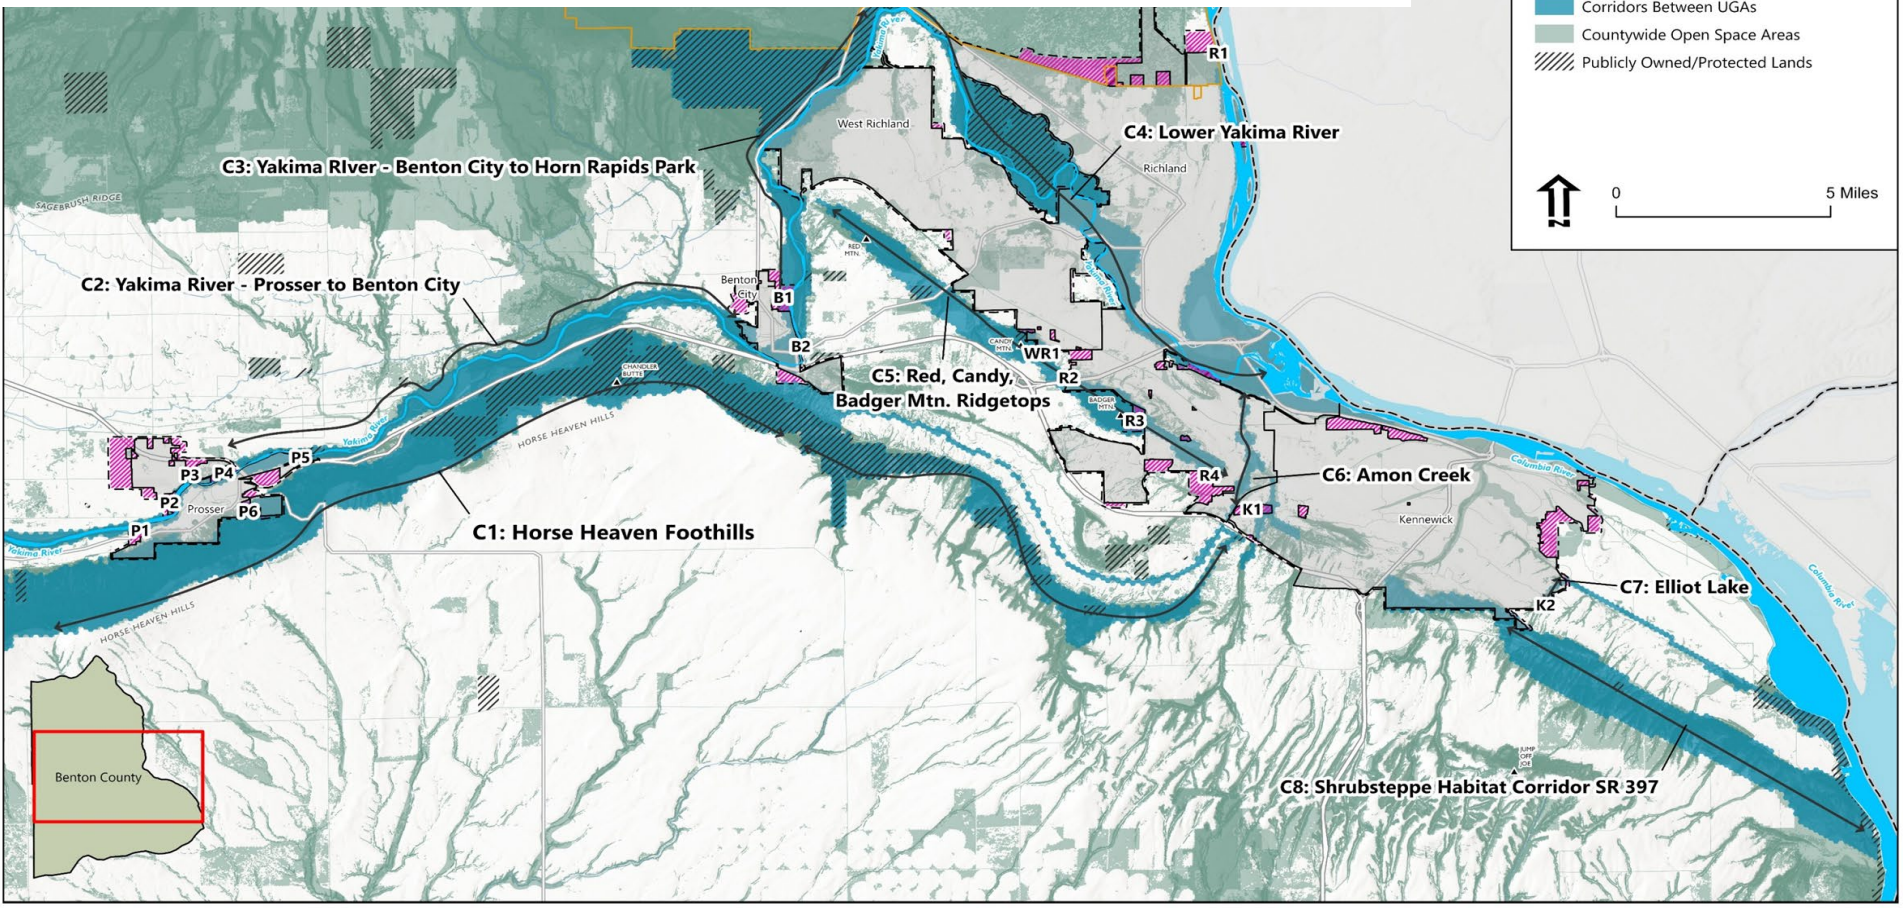 Corridors Between UGAs
Countywide Open Space Areas
Publicly Owned/Protected Lands
0
5 Miles
N
Yakima River
R1
West Richland
C4: Lower Yakima River
C3: Yakima RIver - Benton City to Horn Rapids Park
Richland
SAGEBRUSH RIDGE
RED
MTN.
C2: Yakima River - Prosser to Benton City
Benton
City
B1
Yakima River
B2
CANDY
MTN.
WR1
R2
CHANDLER
BUTTE
C5: Red, Candy,
Badger Mtn. Ridgetops
BADGER
MTN.
R3
HORSE HEAVEN HILLS
Yakima River
P5
P3
P4
R4
C6: Amon Creek
Columbia River
P2
Prosser
P6
K1
Kennewick
P1
C1: Horse Heaven Foothills
Yakima River
C7: Elliot Lake
Columbia River
K2
HORSE HEAVEN HILLS
JUMP
OFF
JOE
Benton County
C8: Shrubsteppe Habitat Corridor SR 397